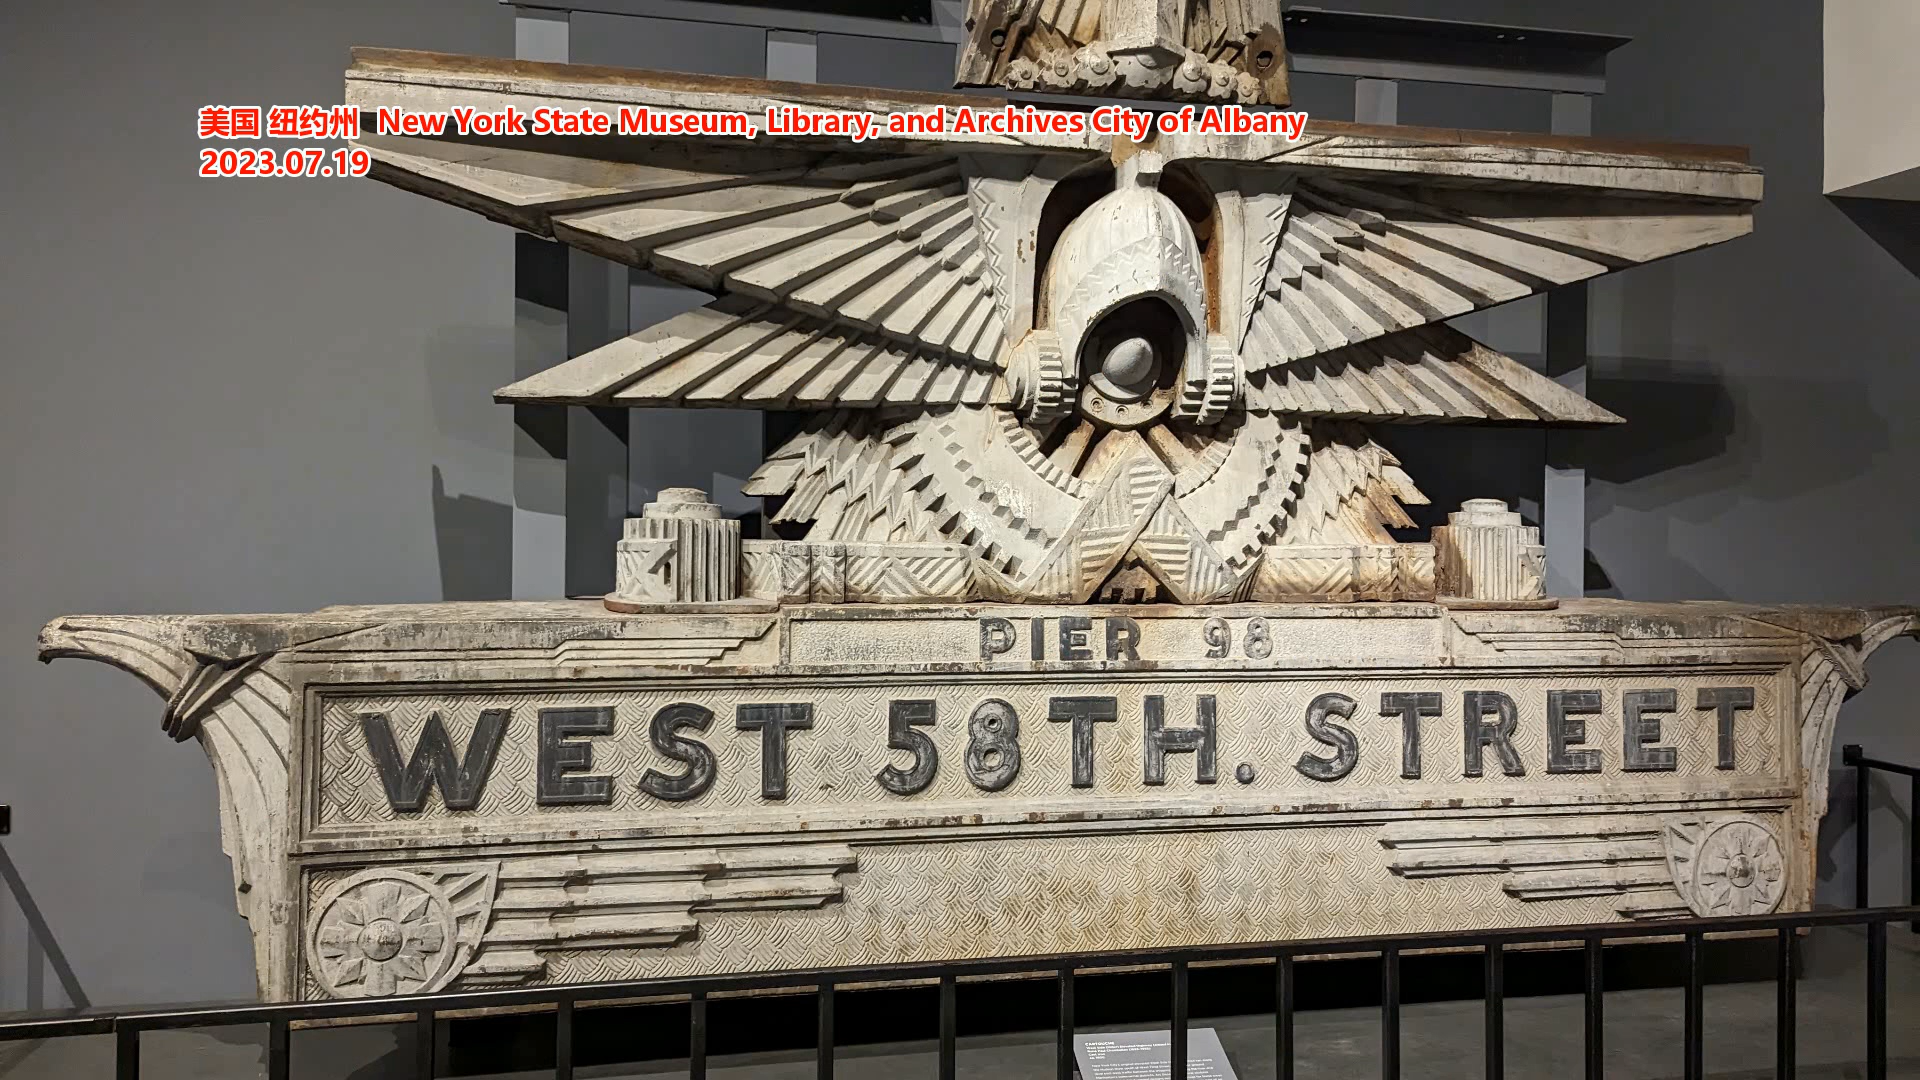 美国 纽约州 New York State Museum, Library, and Archives City of Albany
2023.07.19
PIER 98
WEST 58TH. STREET